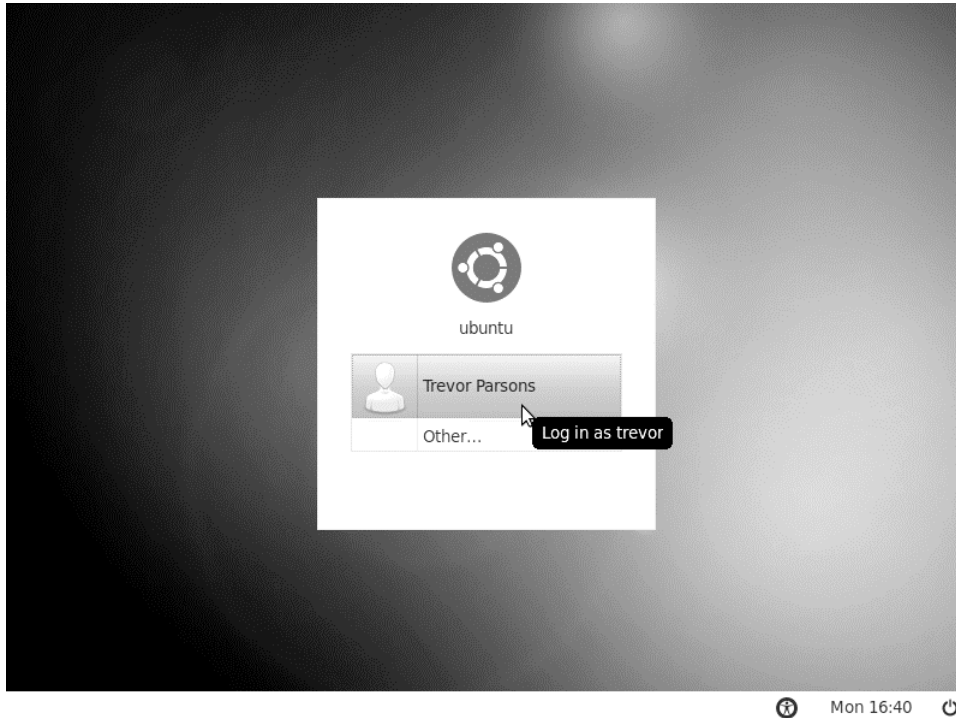 ubuntu
Trevor Parsons
Other...
Log in as trevor
Mon 16:40